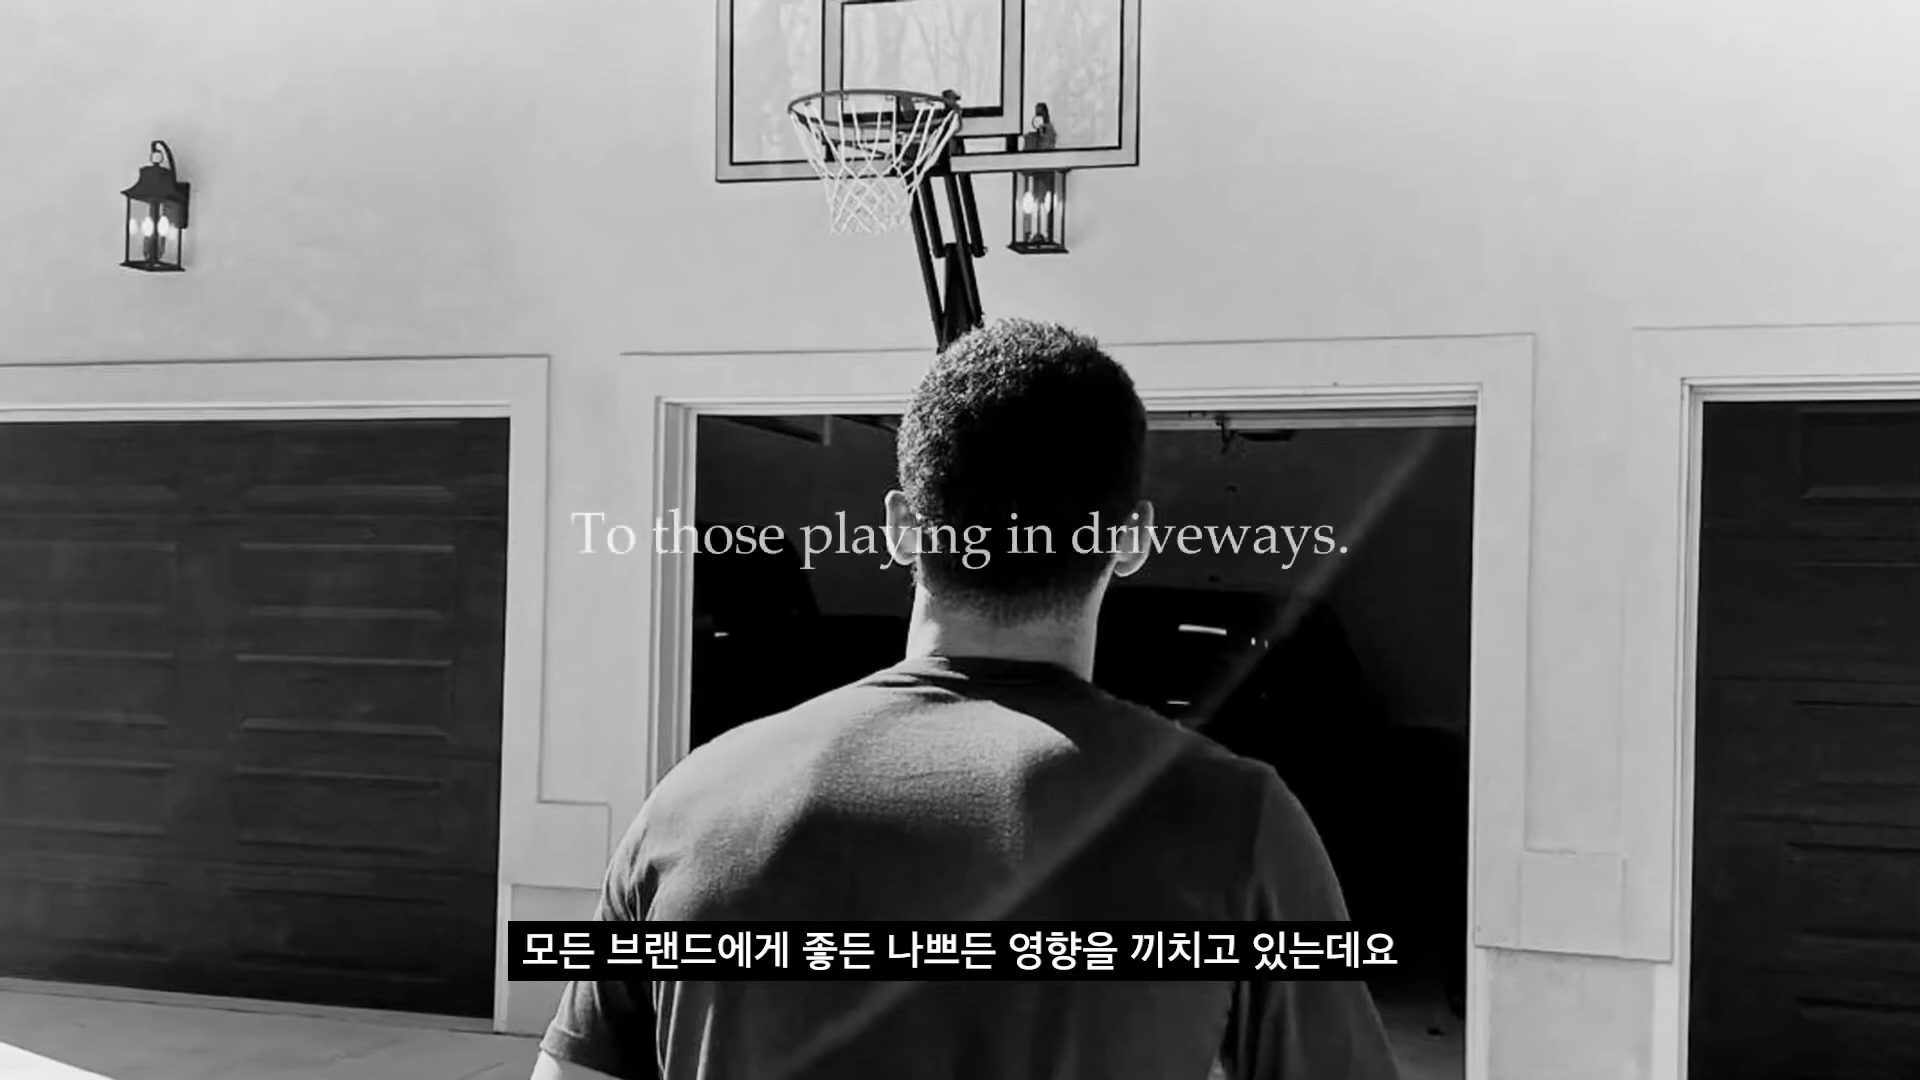 To those playing in driveways.
모든 브랜드에게 좋든 나쁘든 영향을 끼치고 있는데요